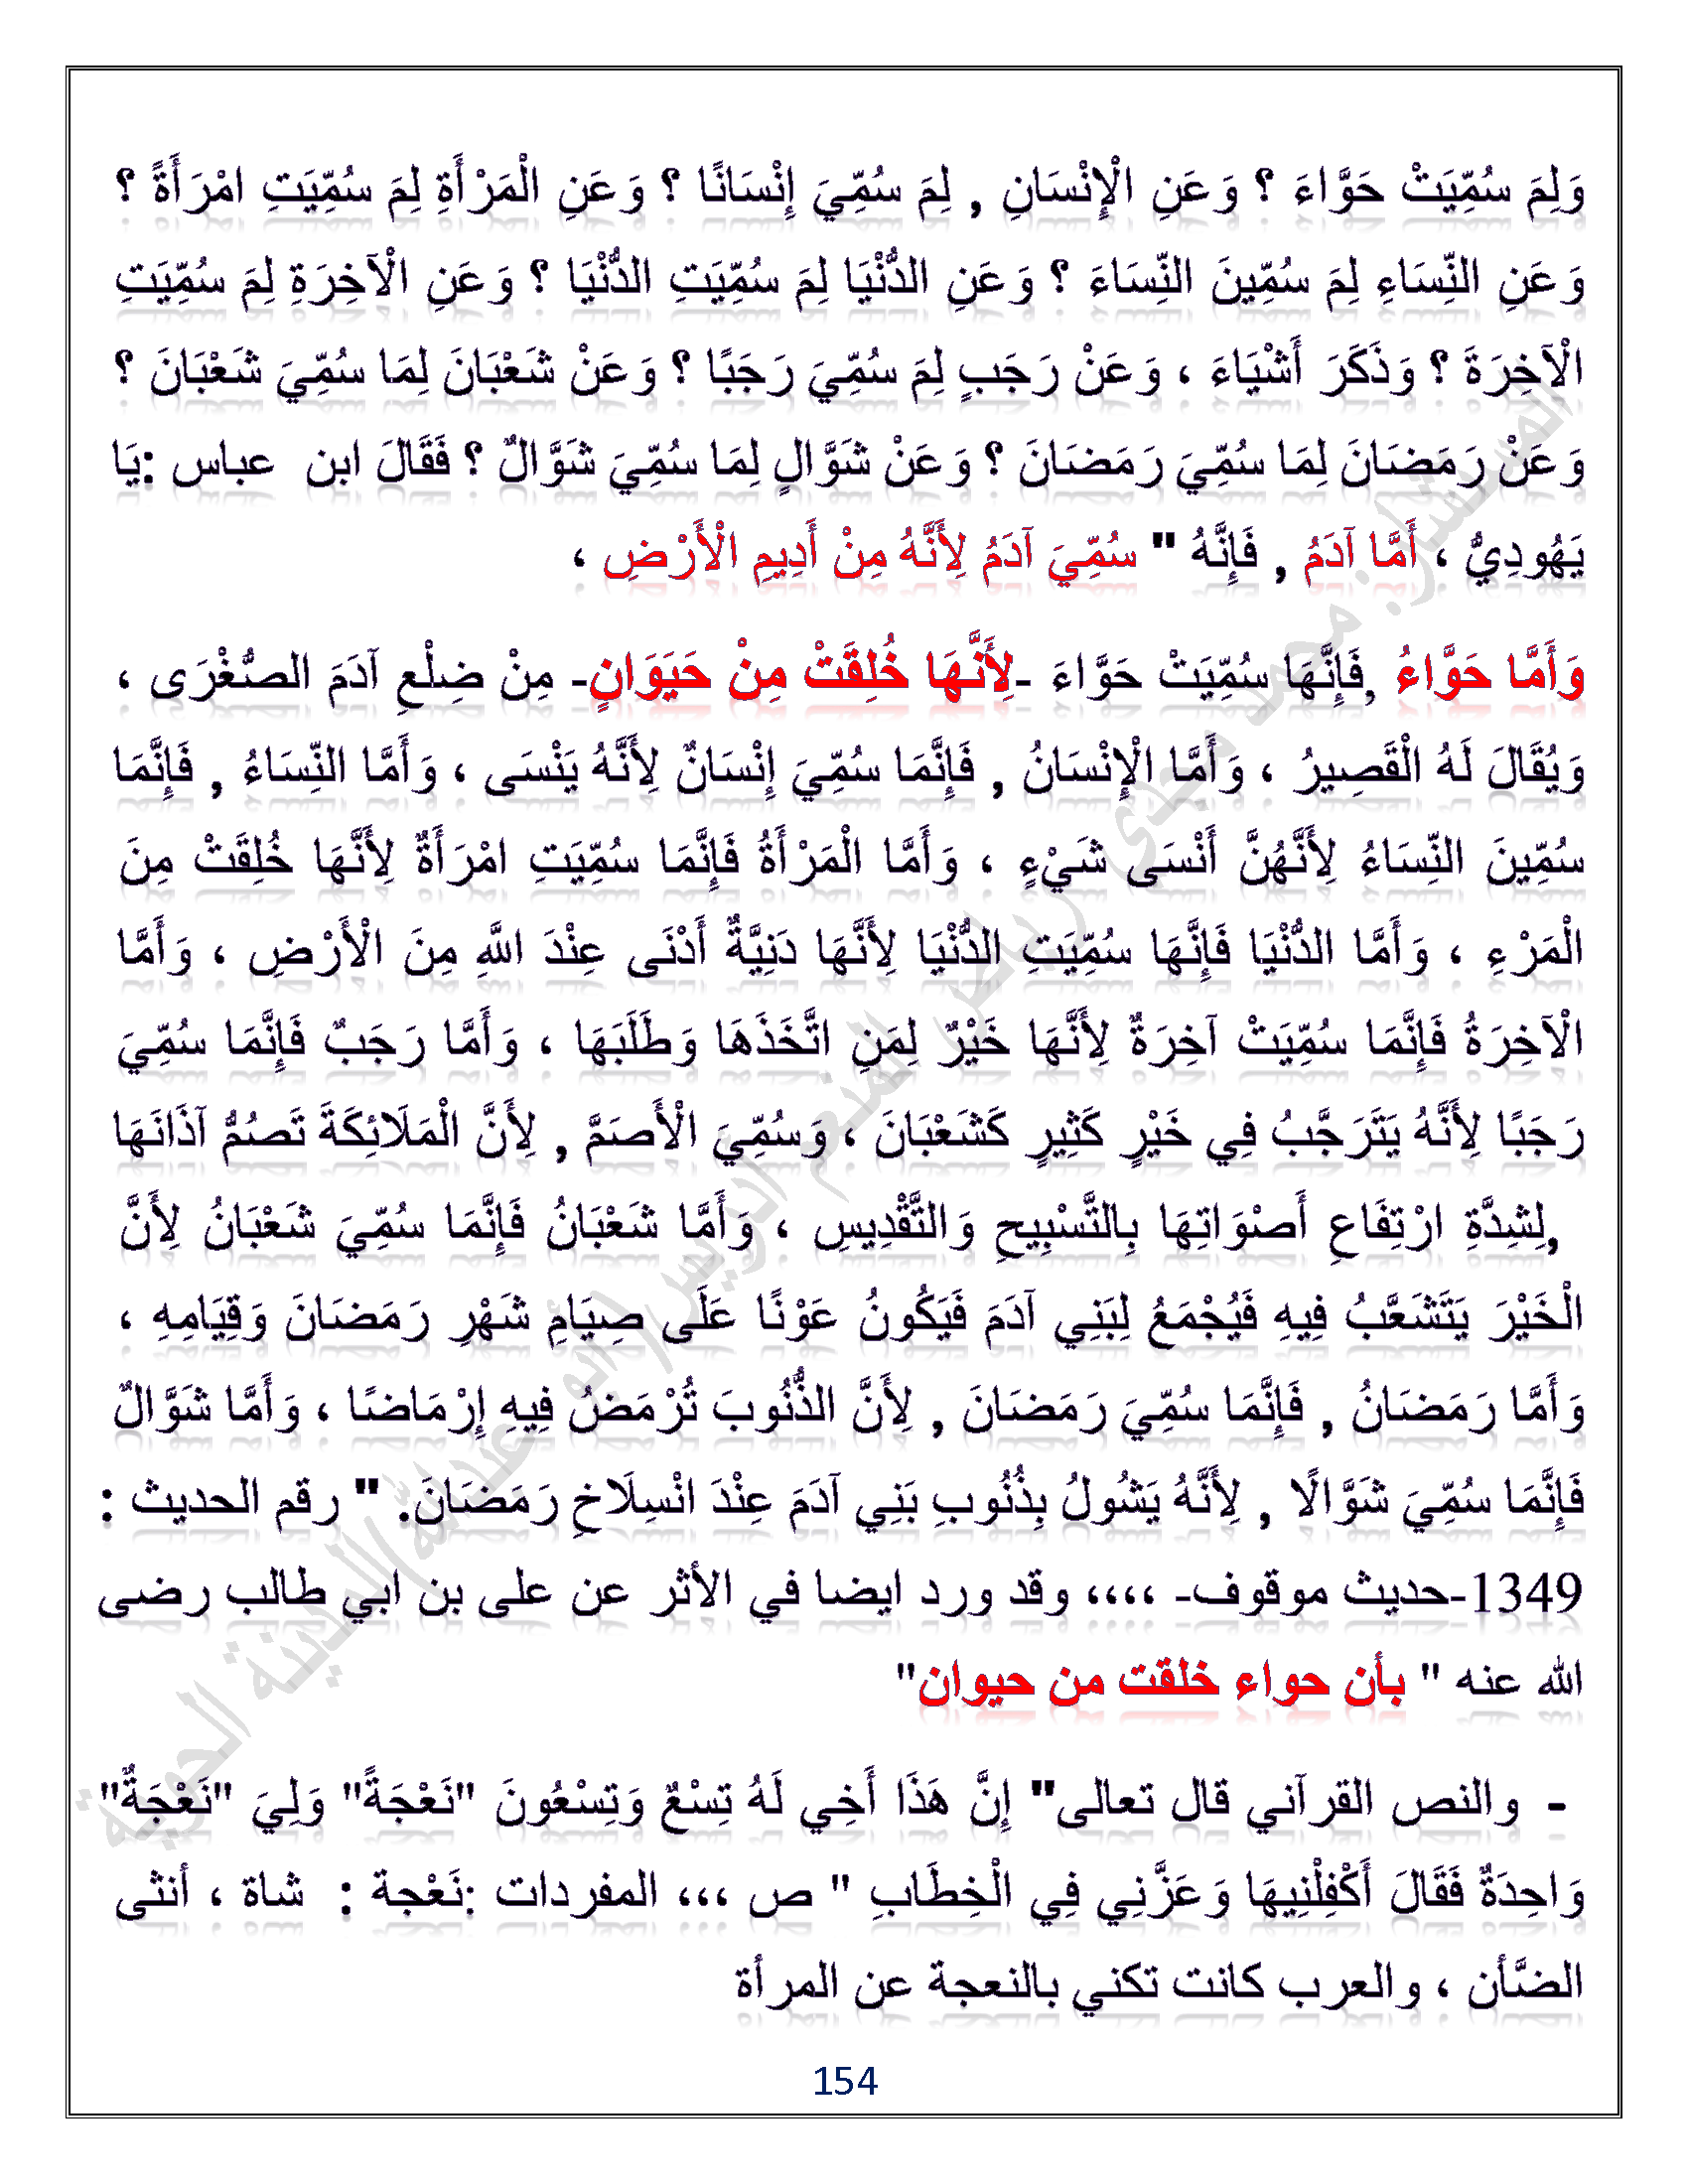 وَلِمَ سُمِّيَتْ حَوَّاءَ ؟ وَعَنِ الْإِنْسَانِ , لِمَ سُمِّيَ إِنْسَانًا ؟ وَعَنِ الْمَرْأَةِ لِمَ سُمِّيَتِ امْرَأَةً ؟
وَعَنِ النِّسَاءِ لِمَ سُمِّينَ النِّسَاءَ ؟ وَعَنِ الدُّنْيَا لِمَ سُمِّيَتِ الدُّنْيَا ؟ وَعَنِ الْآخِرَةِ لِمَ سُمِّيَتِ
الْآخِرَةَ ؟ وَذَكَرَ أَشْيَاءَ ، وَعَنْ رَجَبٍ لِمَ سُمِّيَ رَجَبًا ؟ وَعَنْ شَعْبَانَ لِمَا سُمِّيَ شَعْبَانَ ؟
وَعَنْ رَمَضَانَ لِمَا سُمِّيَ رَمَضَانَ ؟ وَعَنْ شَوَّالٍ لِمَا سُمِّيَ شَوَّالٌ ؟ فَقَالَ ابن عباس :يَا
يَهُودِيُّ ، أَمَّا آدَمُ , فَإِنَّهُ " سُمِّيَ آدَمُ لِأَنَّهُ مِنْ أَدِيمِ الْأَرْضِ ،
وَأَمَّا حَوَّاءُ ,فَإِنَّهَا سُمِّيَتْ حَوَّاءَ -لِأَنَّهَا خُلِقَتْ مِنْ حَيَوَانٍ- مِنْ ضِلْعِ آدَمَ الصُّغْرَى ،
وَيُقَالَ لَهُ الْقَصِيرُ ، وَأَمَّا الْإِنْسَانُ , فَإِنَّمَا سُمِّيَ إِنْسَانٌ لِأَنَّهُ يَنْسَى ، وَأَمَّا النِّسَاءُ , فَإِنَّمَا
سُمِّينَ النِّسَاءُ لِأَنَّهُنَّ أَنْسَى شَيْءٍ ، وَأَمَّا الْمَرْأَةُ فَإِنَّمَا سُمِّيَتِ امْرَأَةٌ لِأَنَّهَا خُلِقَتْ مِنَ
الْمَرْءِ ، وَأَمَّا الدُّنْيَا فَإِنَّهَا سُمِّيَتِ الدُّنْيَا لِأَنَّهَا دَنِيَّةٌ أَدْنَى عِنْدَ اللَّهِ مِنَ الْأَرْضِ ، وَأَمَّا
الْآخِرَةُ فَإِنَّمَا سُمِّيَتْ آخِرَةٌ لِأَنَّهَا خَيْرٌ لِمَنِ اتَّخَذَهَا وَطَلَبَهَا ، وَأَمَّا رَجَبٌ فَإِنَّمَا سُمِّيَ
رَجَبًا لِأَنَّهُ يَتَرَجَّبُ فِي خَيْرٍ كَثِيرٍ كَشَعْبَانَ ، وَسُمِّيَ الْأَصَمَّ , لِأَنَّ الْمَلَائِكَةَ تَصُمُّ آذَانَهَا
,لِشِدَّةِ ارْتِفَاعِ أَصْوَاتِهَا بِالتَّسْبِيحِ وَالتَّقْدِيسِ ، وَأَمَّا شَعْبَانُ فَإِنَّمَا سُمِّيَ شَعْبَانُ لِأَنَّ
الْخَيْرَ يَتَشَعَّبُ فِيهِ فَيُجْمَعُ لِبَنِي آدَمَ فَيَكُونُ عَوْنًا عَلَى صِيَامِ شَهْرِ رَمَضَانَ وَقِيَامِهِ ،
وَأَمَّا رَمَضَانُ , فَإِنَّمَا سُمِّيَ رَمَضَانَ , لِأَنَّ الذُّنُوبَ تُرْمَضُ فِيهِ إِرْمَاضًا ، وَأَمَّا شَوَّالٌ
فَإِنَّمَا سُمِّيَ شَوَّالًا , لِأَنَّهُ يَشُولُ بِذُنُوبِ بَنِي آدَمَ عِنْدَ انْسِلَاخِ رَمَضَانَ." رقم الحديث :
1349-حديث موقوف- ،،،، وقد ورد ايضا في الأثر عن على بن ابي طالب رضى
الله عنه " بأن حواء خلقت من حيوان"
- والنص القرآني قال تعالى" إِنَّ هَذَا أَخِي لَهُ تِسْعٌ وَتِسْعُونَ "نَعْجَةً" وَلِيَ "نَعْجَةٌ"
وَاحِدَةٌ فَقَالَ أَكْفِلْنِيهَا وَعَزَّنِي فِي الْخِطَابِ " ص ،،، المفردات :نَعْجة : شاة ، أنثى
الضَّأن ، والعرب كانت تكني بالنعجة عن المرأة
154